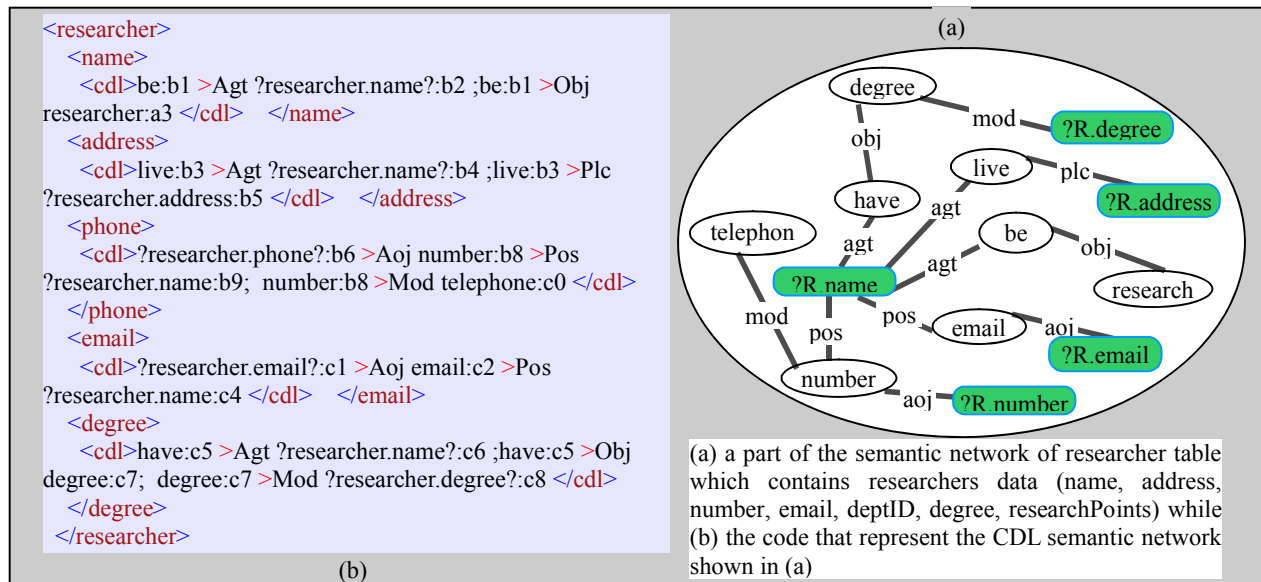 <researcher>
<name>
<cdl>be:b1 >Agt ?researcher.name?:b2 ;be:b1 >Obj
researcher:a3 </cdl> </name>
<address>
<cdl>live:b3 >Agt ?researcher.name?:b4 ;live:b3 >Plc
?researcher.address:b5 </cdl> </address>
<phone>
<cdl>?researcher.phone?:b6 >Aoj number:b8 >Pos
?researcher.name:b9; number:b8 >Mod telephone:c0 </cdl>
</phone>
<email>
<cdl>?researcher.email?:c1 >Aoj email:c2 >Pos
?researcher.name:c4 </cdl> </email>
<degree>
<cdl>have:c5 >Agt ?researcher.name?:c6 ;have:c5 >Obj
degree:c7; degree:c7 >Mod ?researcher.degree?:c8 </cdl>
</degree>
</researcher>
(b)
(a)
degree
mod
?R.degree
obj
live
plc
?R.address
have
agt
telephon
be
agt
agt
obj
?R.name
research
mod
pos
pos
email
aoj
?R.email
number
aoj
?R.number
(a) a part of the semantic network of researcher table
which contains researchers data (name, address,
number, email, deptID, degree, researchPoints) while
(b) the code that represent the CDL semantic network
shown in (a)